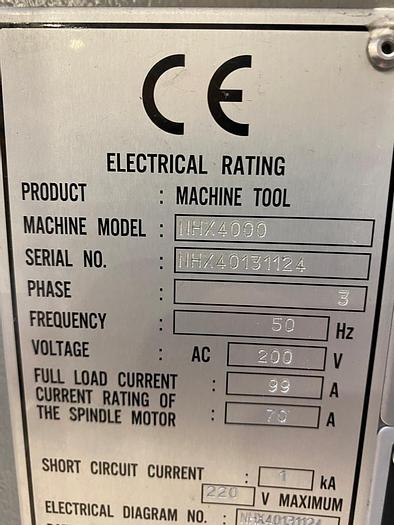 CE
ELECTRICAL RATING
PRODUCT : MACHINE TOOL
MACHINE MODEL : NHX4000
SERIAL NO. : NHX40131124
PHASE : 3
FREQUENCY : 50 Hz
VOLTAGE : AC 200 V
FULL LOAD CURRENT : 99 A
CURRENT RATING OF
THE SPINDLE MOTOR : 70 A
SHORT CIRCUIT CURRENT : 1 kA
220 V MAXIMUM
ELECTRICAL DIAGRAM NO. : NHX40131124